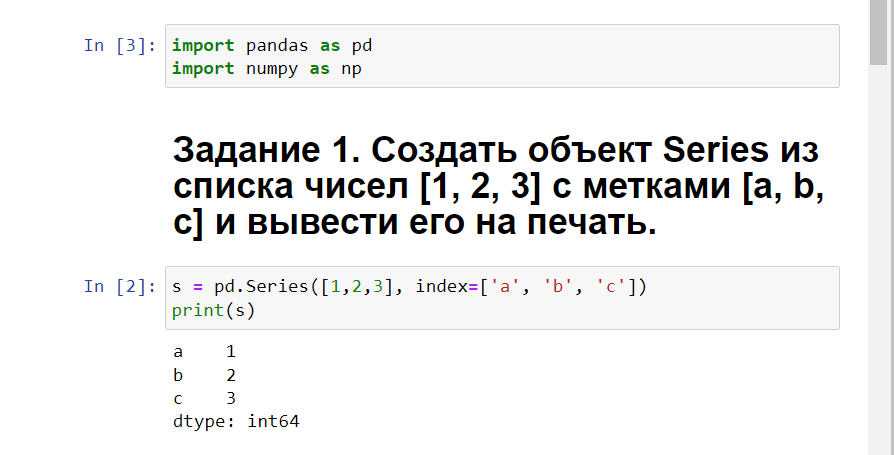 In [3]: import pandas as pd
import numpy as np
Задание 1. Создать объект Series из
списка чисел [1, 2, 3] с метками [a, b,
c] и вывести его на печать.
In [2]: s = pd.Series([1,2,3], index=['a', 'b', 'c'])
print(s)
a    1
b    2
c    3
dtype: int64